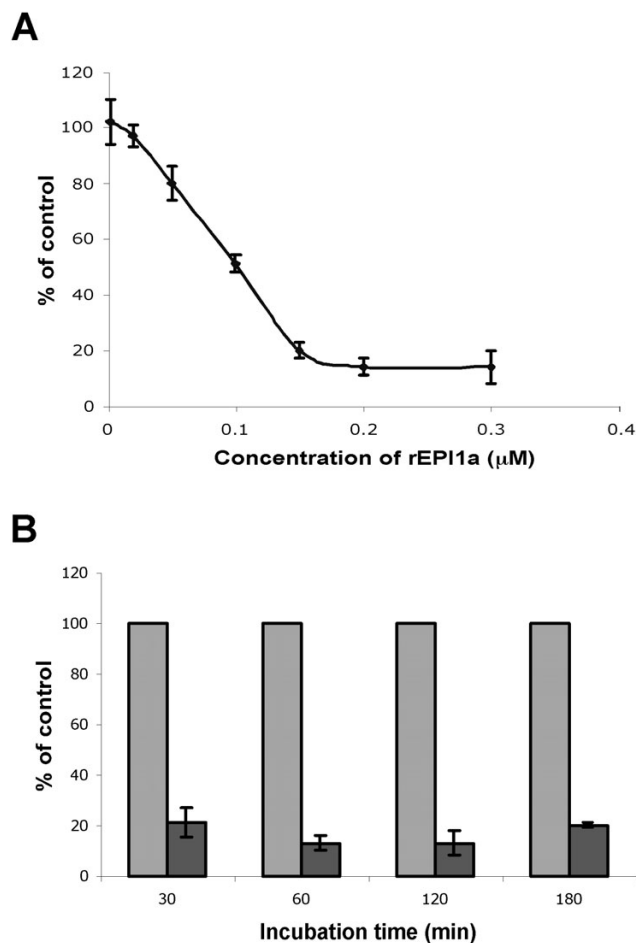 A
120
100
80
60
40
20
0
% of control
0 0.1 0.2 0.3 0.4
Concentration of rEPI1a (μM)
B
120
100
80
60
40
20
0
% of control
30 60 120 180
Incubation time (min)